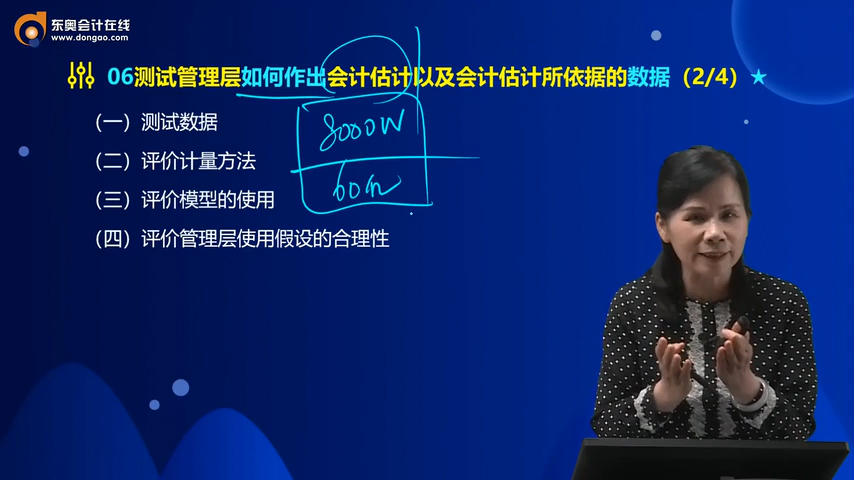 东奥会计在线
www.dongao.com
06测试管理层如何作出会计估计以及会计估计所依据的数据（2/4）★
（一）测试数据
8000W
（二）评价计量方法
（三）评价模型的使用
（四）评价管理层使用假设的合理性